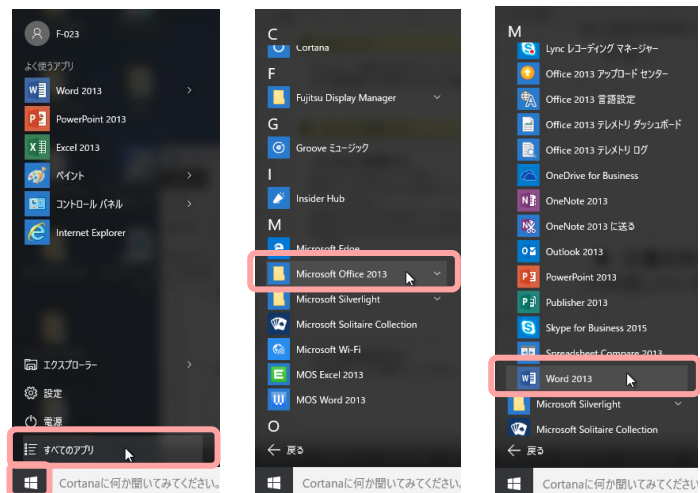 F-023
よく使うアプリ
Word 2013
PowerPoint 2013
Excel 2013
ペイント
コントロール パネル
Internet Explorer
エクスプローラー
設定
電源
すべてのアプリ
Cortanaに何か聞いてみてください。
C
Cortana
F
Fujitsu Display Manager
G
Groove ミュージック
I
Insider Hub
M
Microsoft Edge
Microsoft Office 2013
Microsoft Silverlight
Microsoft Solitaire Collection
Microsoft Wi-Fi
MOS Excel 2013
MOS Word 2013
O
戻る
Cortanaに何か聞いてみてください。
M
Lync レコーディング マネージャー
Office 2013 アップロード センター
Office 2013 言語設定
Office 2013 テレメトリ ダッシュボード
Office 2013 テレメトリ ログ
OneDrive for Business
OneNote 2013
OneNote 2013 に送る
Outlook 2013
PowerPoint 2013
Publisher 2013
Skype for Business 2015
Spreadsheet Compare 2013
Word 2013
Microsoft Silverlight
Microsoft Solitaire Collection
戻る
Cortanaに何か聞いてみてください